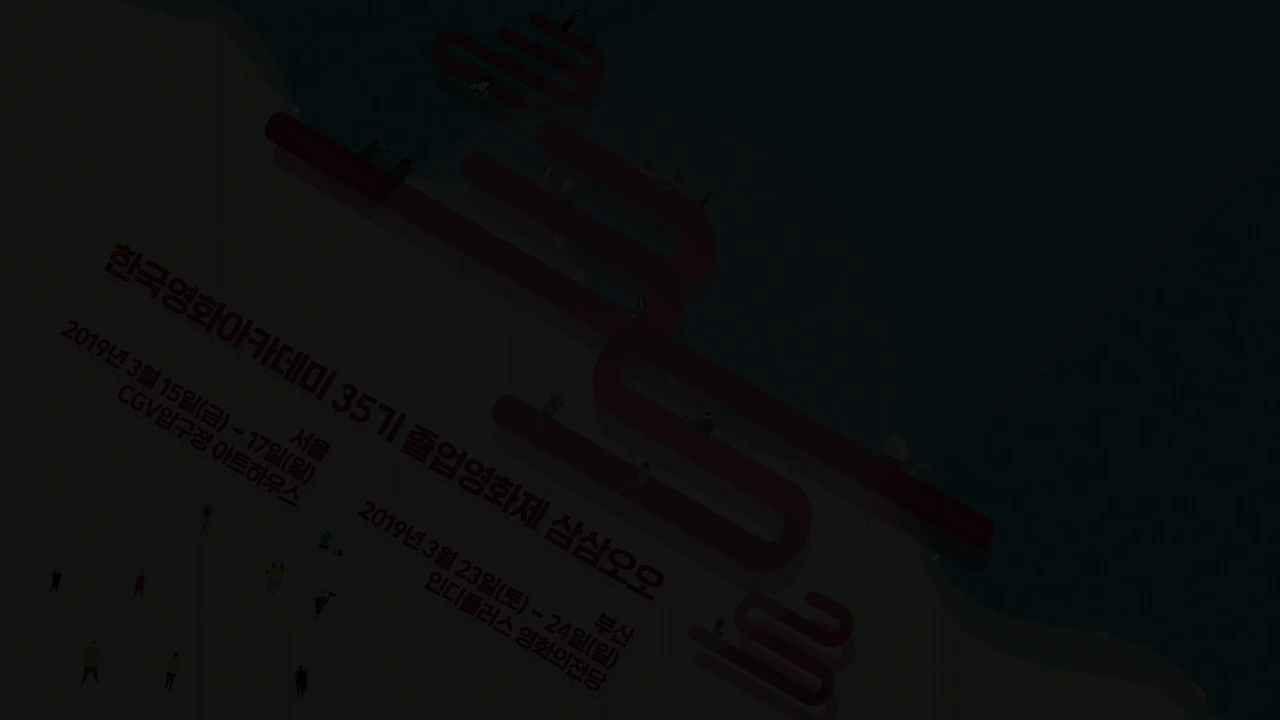 한국영화아카데미 35기 졸업영화제 삼삼오오
서울
2019년 3월 15일(금) – 17일(일)
CGV압구정 아트하우스
부산
2019년 3월 23일(토) – 24일(일)
인디플러스 영화의전당